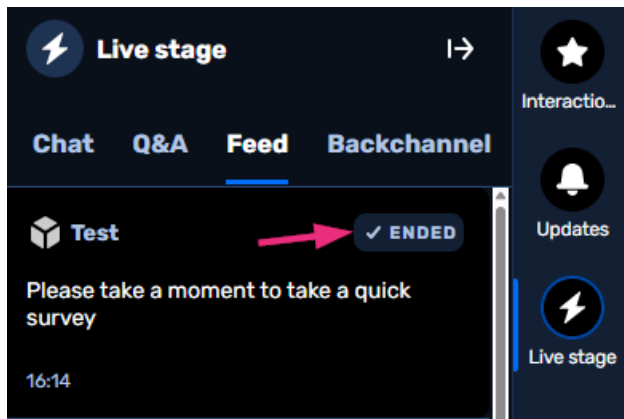 Live stage
Interactio...
Chat Q&A Feed Backchannel
Test ✓ ENDED
Updates
Please take a moment to take a quick
survey
Live stage
16:14